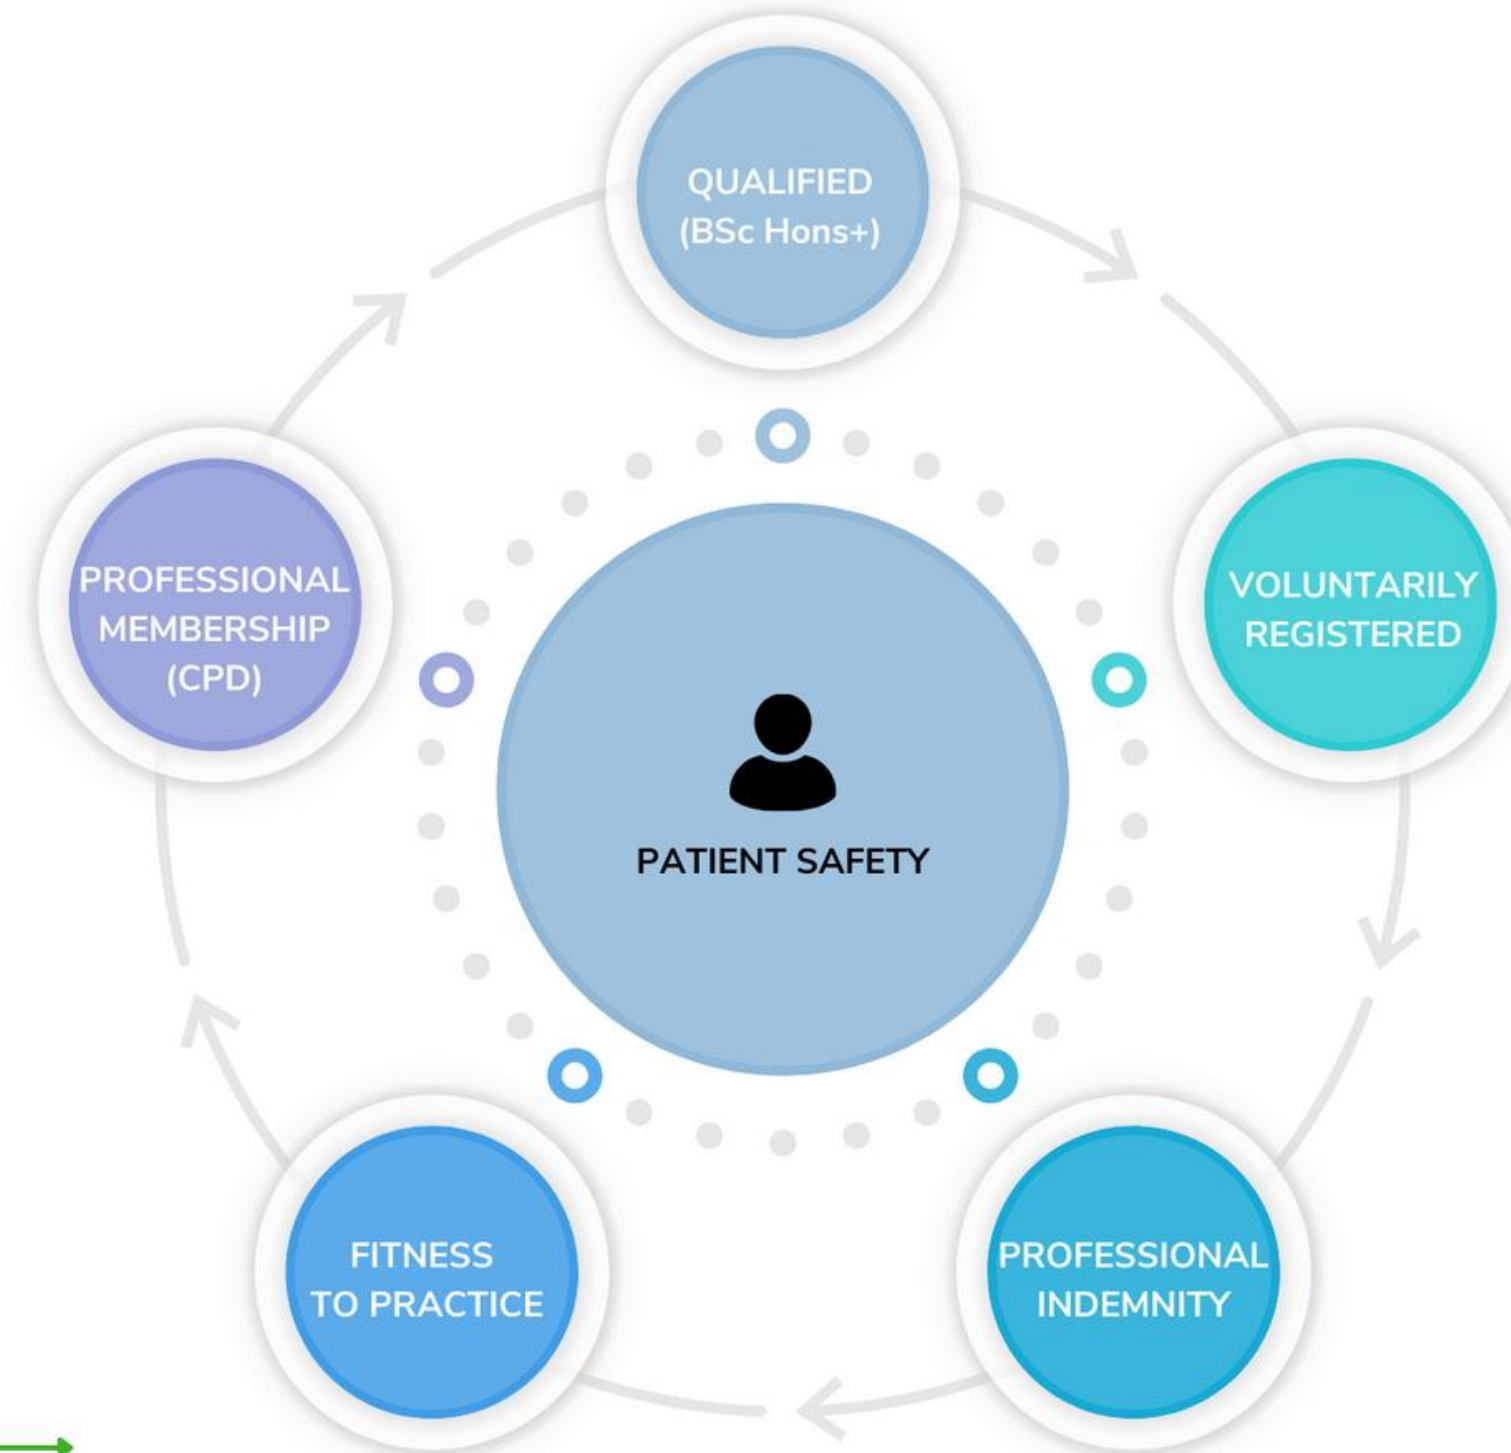 QUALIFIED
(BSc Hons+)
PROFESSIONAL
MEMBERSHIP
(CPD)
VOLUNTARILY
REGISTERED
PATIENT SAFETY
FITNESS
TO PRACTICE
PROFESSIONAL
INDEMNITY